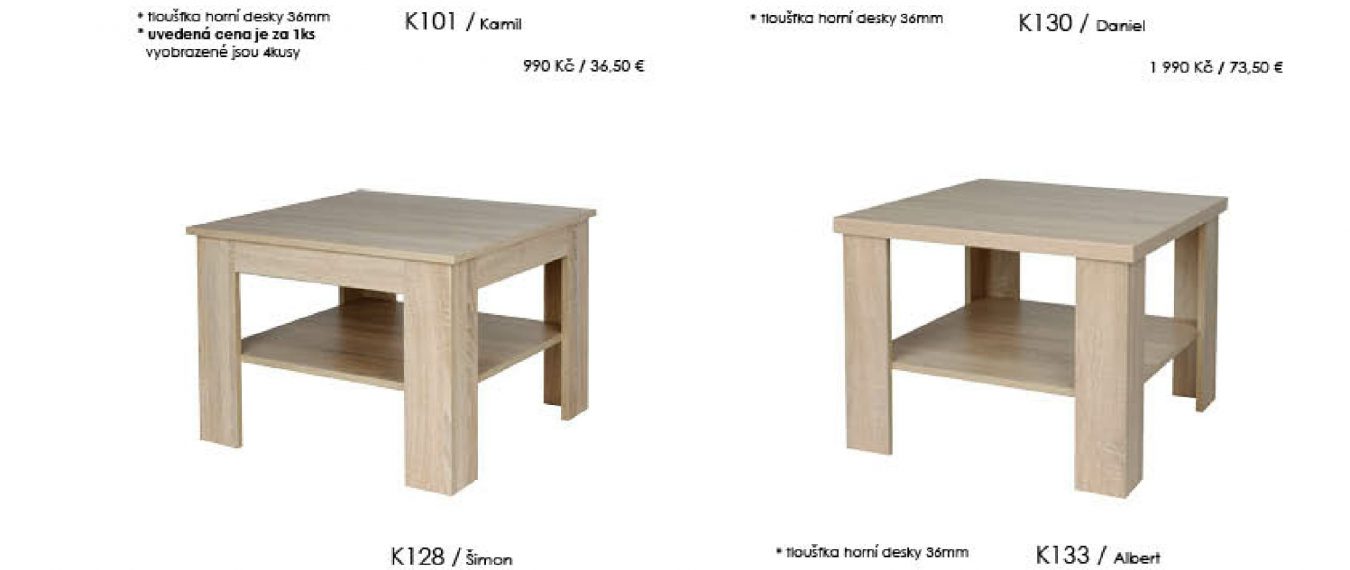 * tloušťka horní desky 36mm
* uvedená cena je za 1ks
vyobrazené jsou 4kusy
K101 / Kamil
990 Kč / 36,50 €
* tloušťka horní desky 36mm
K130 / Daniel
1 990 Kč / 73,50 €
K128 / Šimon
* tloušťka horní desky 36mm
K133 / Albert